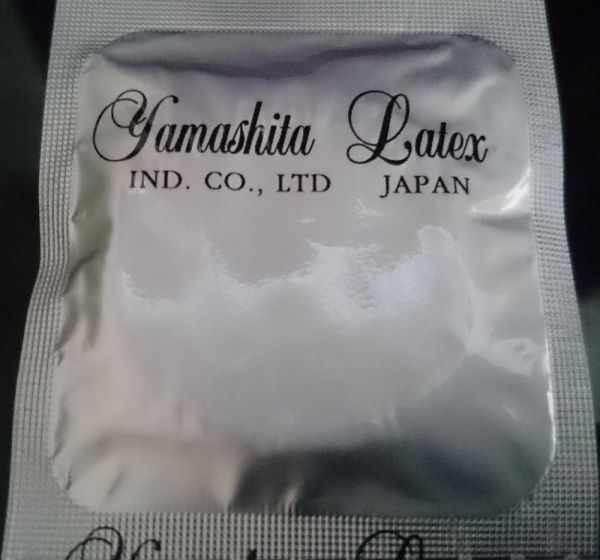 Yamashita Latex
IND. CO., LTD JAPAN